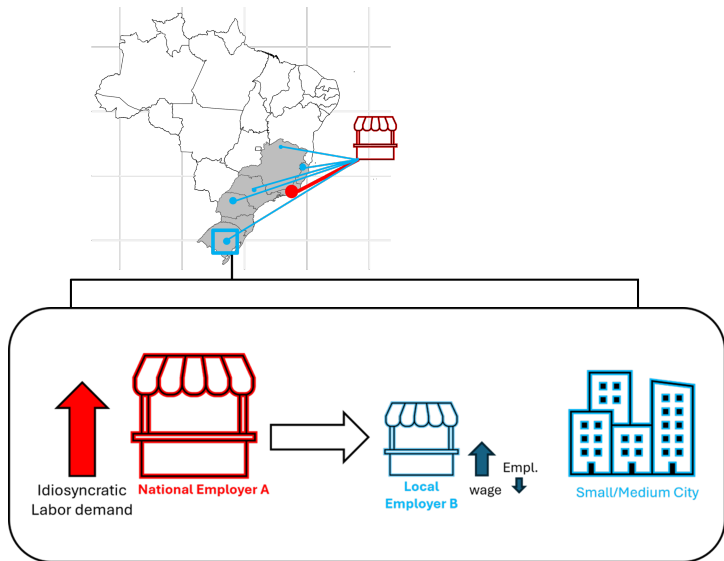 Idiosyncratic
Labor demand
National Employer A
Local
Employer B
wage
Empl.
Small/Medium City